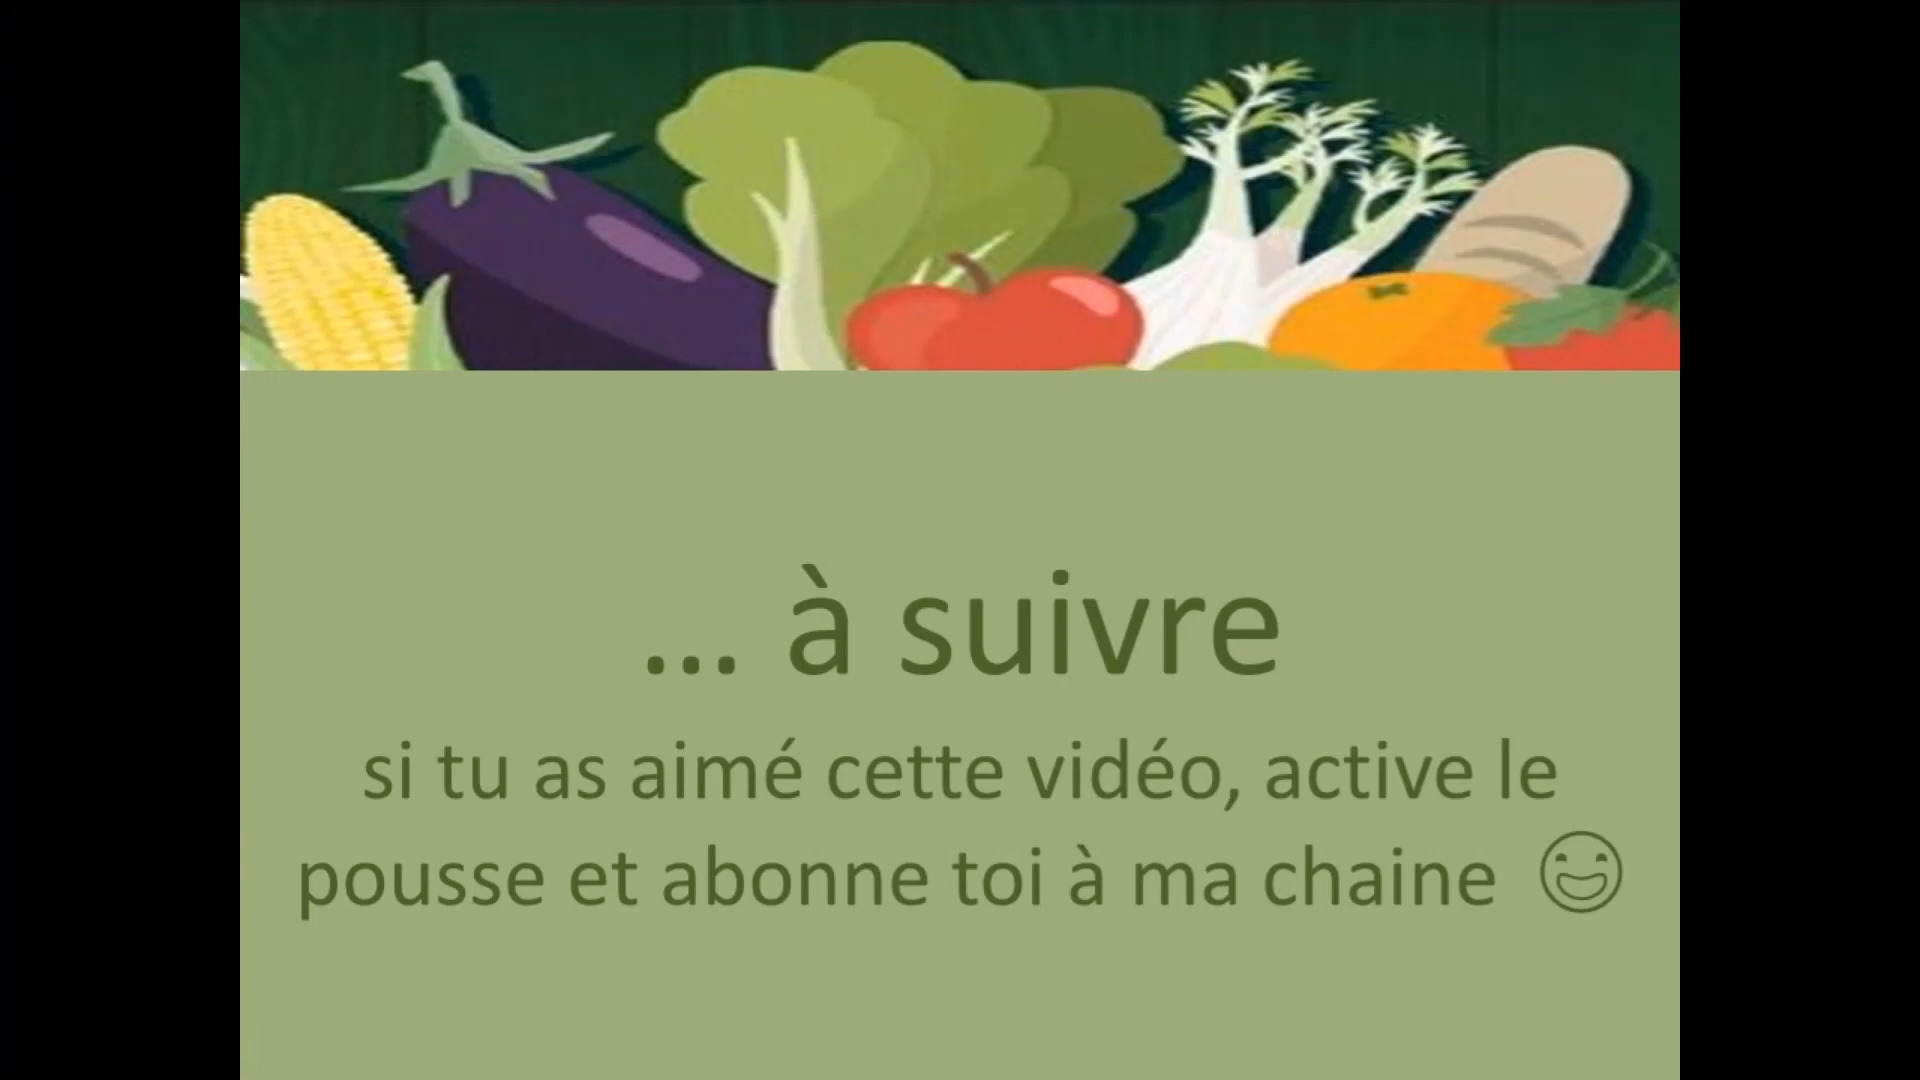 ... à suivre
si tu as aimé cette vidéo, active le
pousse et abonne toi à ma chaine 😃